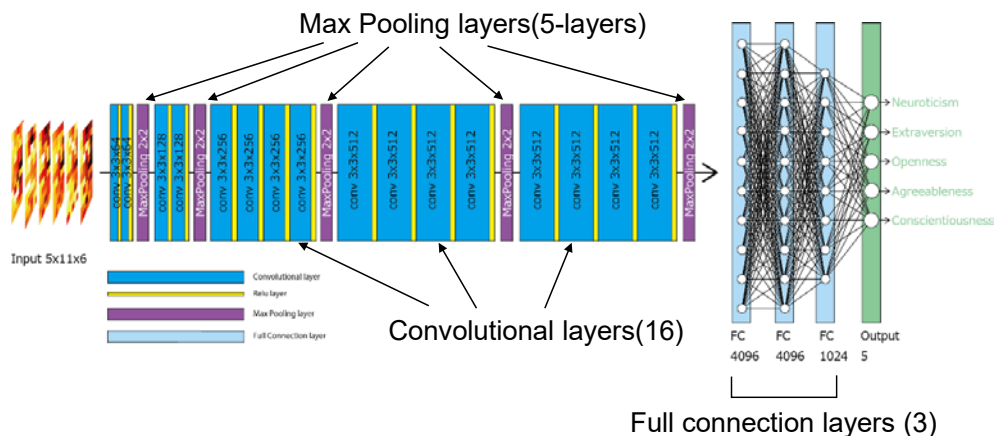 Max Pooling layers(5-layers)
conv 3x3x64
conv 3x3x64
MaxPooling 2x2
conv 3x3x128
conv 3x3x128
MaxPooling 2x2
conv 3x3x256
conv 3x3x256
conv 3x3x256
conv 3x3x256
MaxPooling 2x2
conv 3x3x512
conv 3x3x512
conv 3x3x512
conv 3x3x512
MaxPooling 2x2
conv 3x3x512
conv 3x3x512
conv 3x3x512
conv 3x3x512
MaxPooling 2x2
Neuroticism
Extraversion
Openness
Agreeableness
Conscientiousness
Input 5x11x6
Convolutional layer
Relu layer
Max Pooling layer
Full Connection layer
Convolutional layers(16)
FC FC FC Output
4096 4096 1024 5
Full connection layers (3)